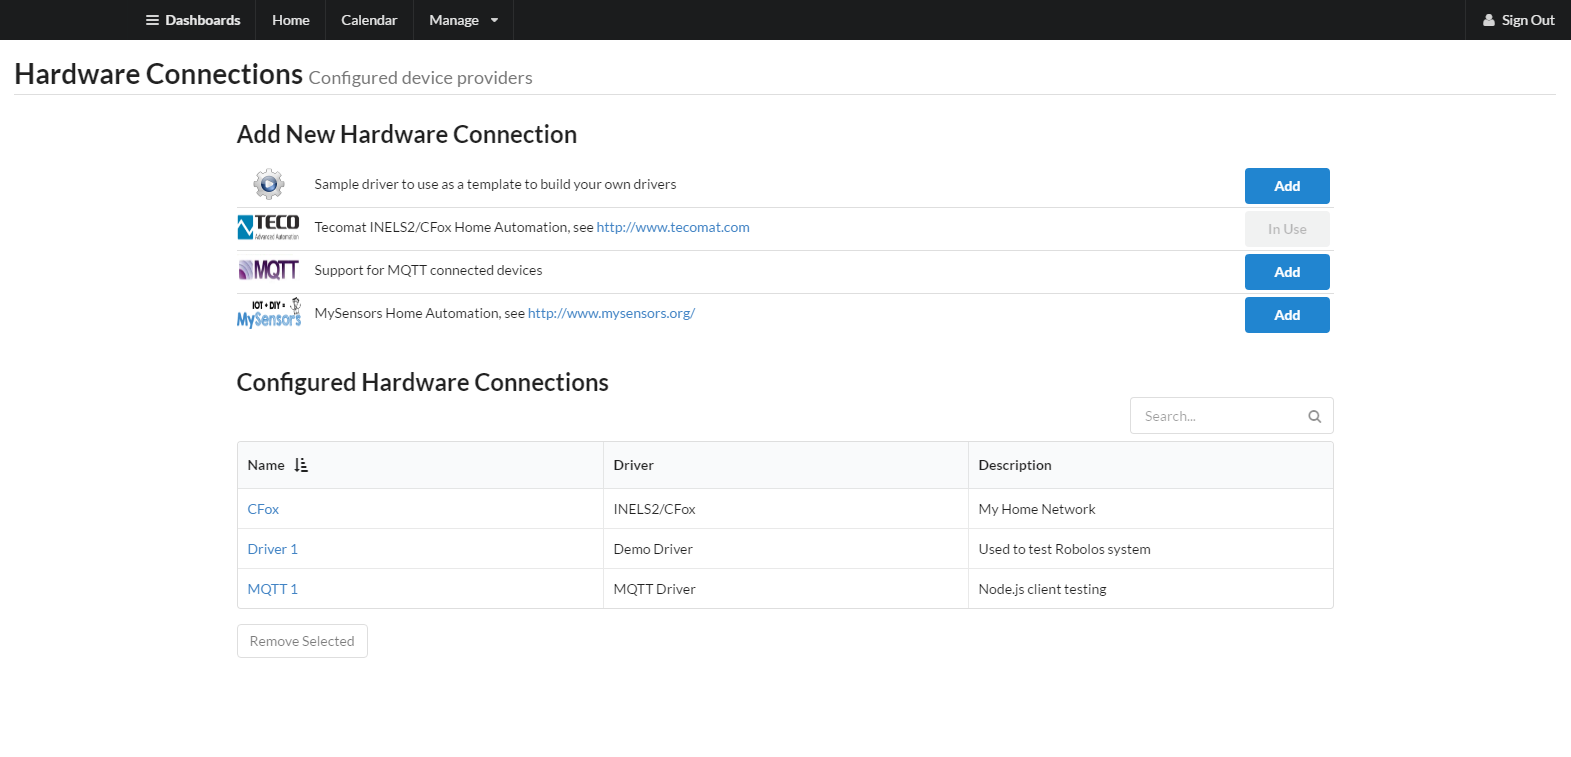 Dashboards Home Calendar Manage Sign Out
Hardware Connections Configured device providers
Add New Hardware Connection
Sample driver to use as a template to build your own drivers Add
TECO
Advanced Automation
Tecomat INELS2/CFox Home Automation, see http://www.tecomat.com In Use
MQTT Support for MQTT connected devices Add
IOT + DIY =
MySensors
MySensors Home Automation, see http://www.mysensors.org/ Add
Configured Hardware Connections
Search...
Name Driver Description
CFox INELS2/CFox My Home Network
Driver 1 Demo Driver Used to test Robolos system
MQTT 1 MQTT Driver Node.js client testing
Remove Selected